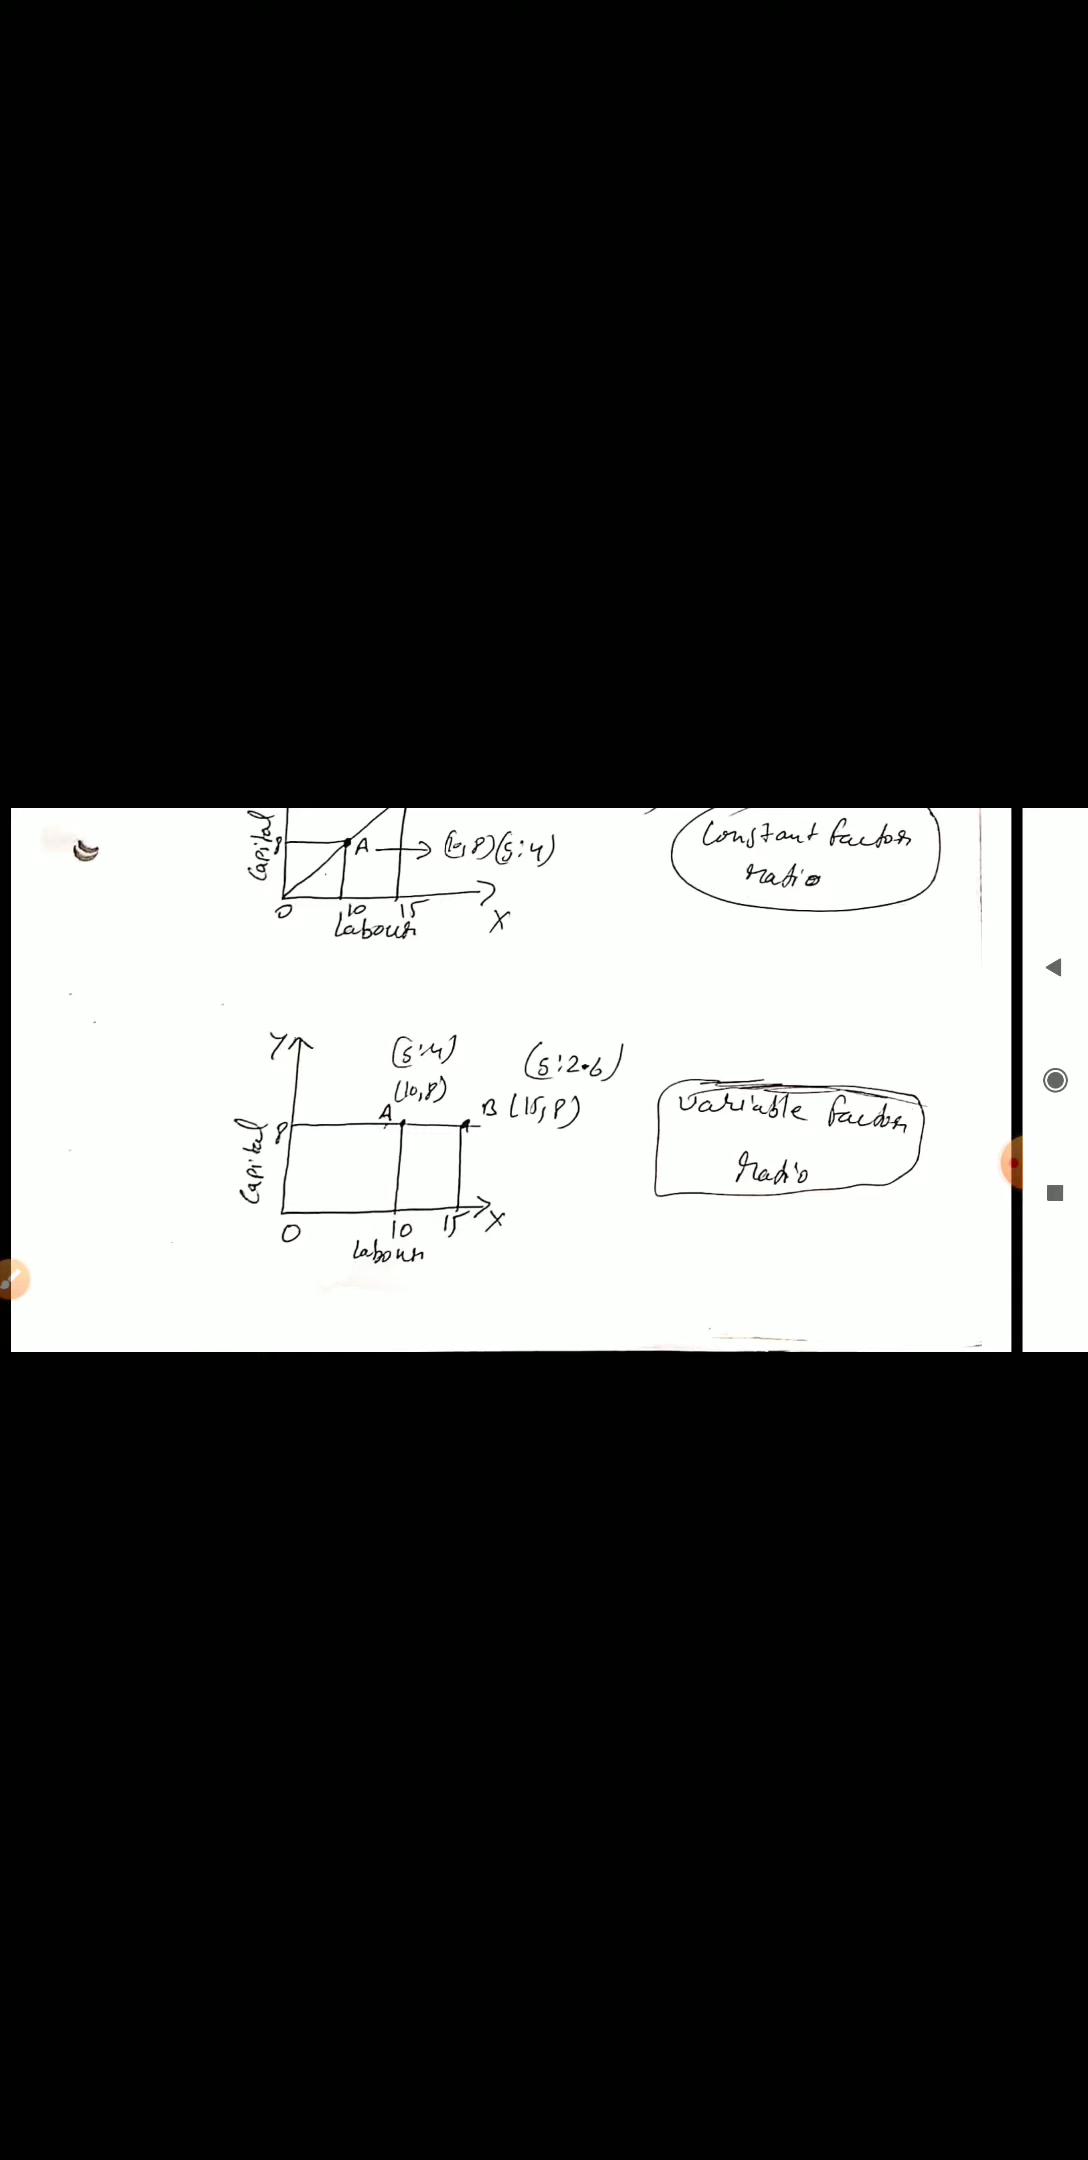 Capital
8
A → (10, 8) (5:4)
0 10 15 X
Labour
Constant factor
ratio
Y
(5:4)
(5:2.6)
(10,8)
A
B (15,8)
Capital
8
0 10 15 X
Labour
Variable factor
ratio